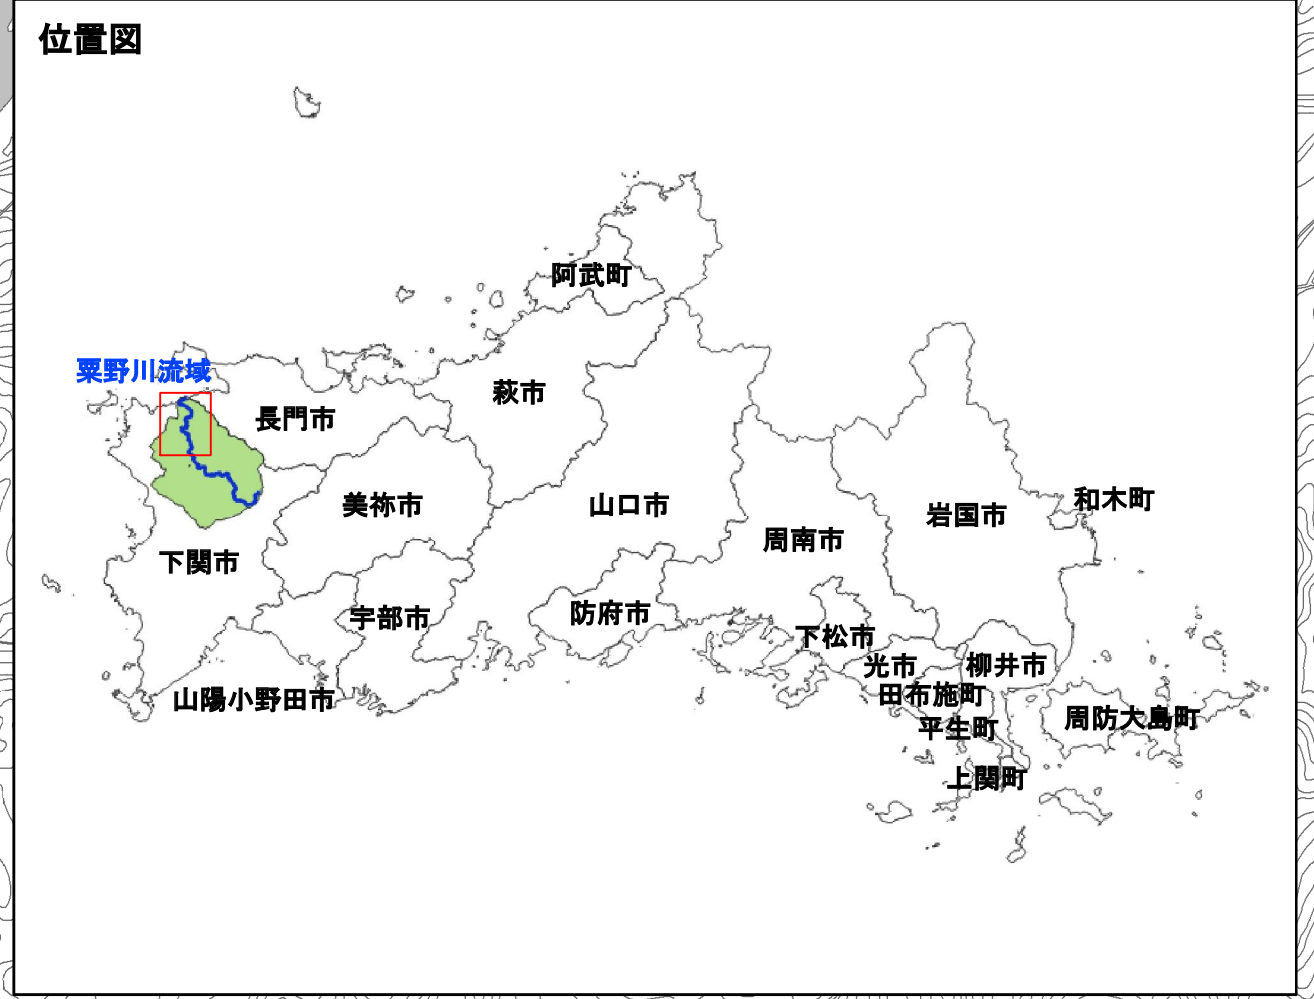 位置図
阿武町
粟野川流域
萩市
長門市
美祢市
山口市
岩国市
和木町
周南市
下関市
宇部市
防府市
下松市
光市
柳井市
田布施町
山陽小野田市
周防大島町
平生町
上関町